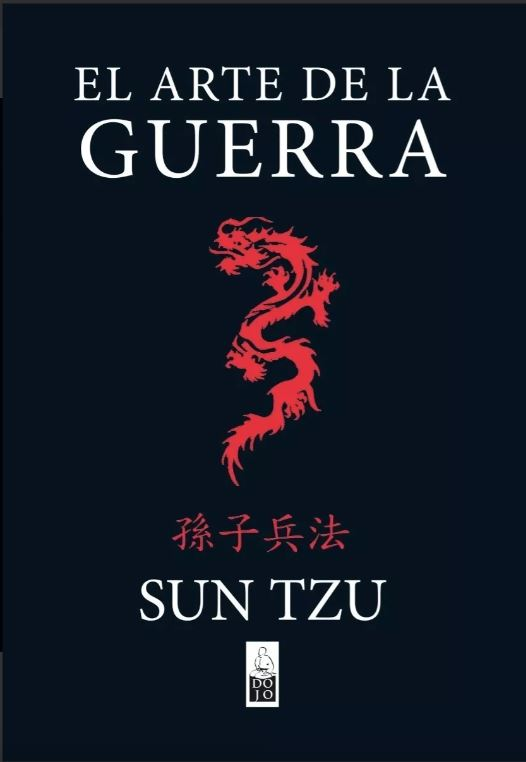 EL ARTE DE LA
GUERRA
孫子兵法
SUN TZU
DO
JO